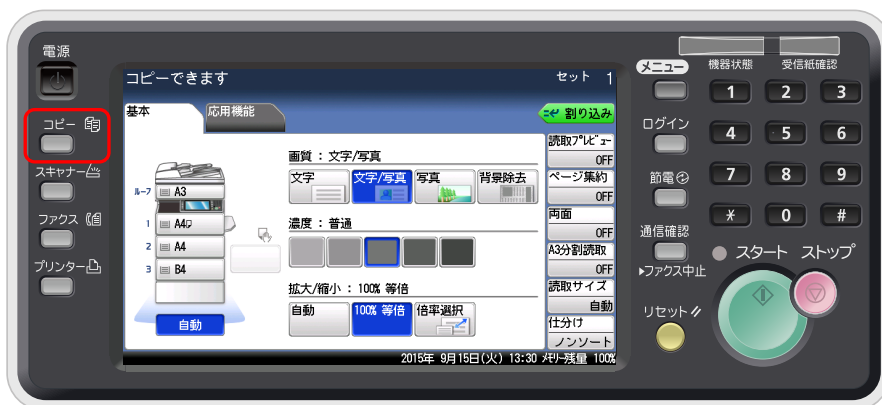 電源
コピー
スキャナー
ファクス
プリンター
コピーできます
セット 1
基本
応用機能
割り込み
画質：文字/写真
文字
文字/写真
写真
背景除去
濃度：普通
拡大/縮小：100% 等倍
自動
100% 等倍
倍率選択
ﾙｰﾌ A3
1 A4
2 A4
3 B4
自動
読取ﾌﾟﾚﾋﾞｭｰ
OFF
ページ集約
OFF
両面
OFF
A3分割読取
OFF
読取サイズ
自動
仕分け
ノンソート
2015年 9月15日(火) 13:30 ﾒﾓﾘｰ残量 100%
メニュー
機器状態
受信紙確認
ログイン
節電
通信確認
▶ファクス中止
リセット
1 2 3
4 5 6
7 8 9
* 0 #
スタート
ストップ